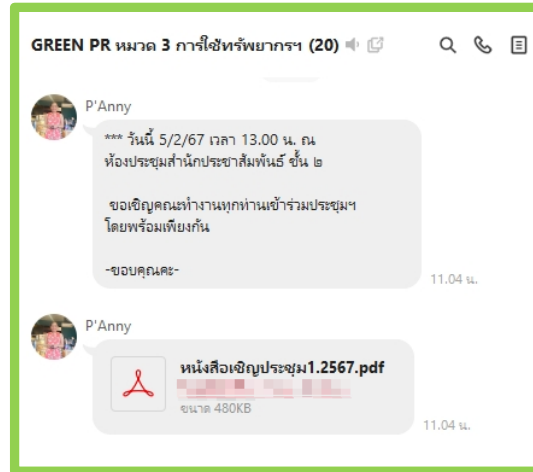 GREEN PR หมวด 3 การใช้ทรัพยากรฯ (20)
P'Anny
*** วันนี้ 5/2/67 เวลา 13.00 น. ณ
ห้องประชุมสำนักประชาสัมพันธ์ ชั้น ๒
ขอเชิญคณะทำงานทุกท่านเข้าร่วมประชุมฯ
โดยพร้อมเพียงกัน
-ขอบคุณคะ-
11.04 น.
P'Anny
หนังสือเชิญประชุม1.2567.pdf
ขนาด 480KB
11.04 น.